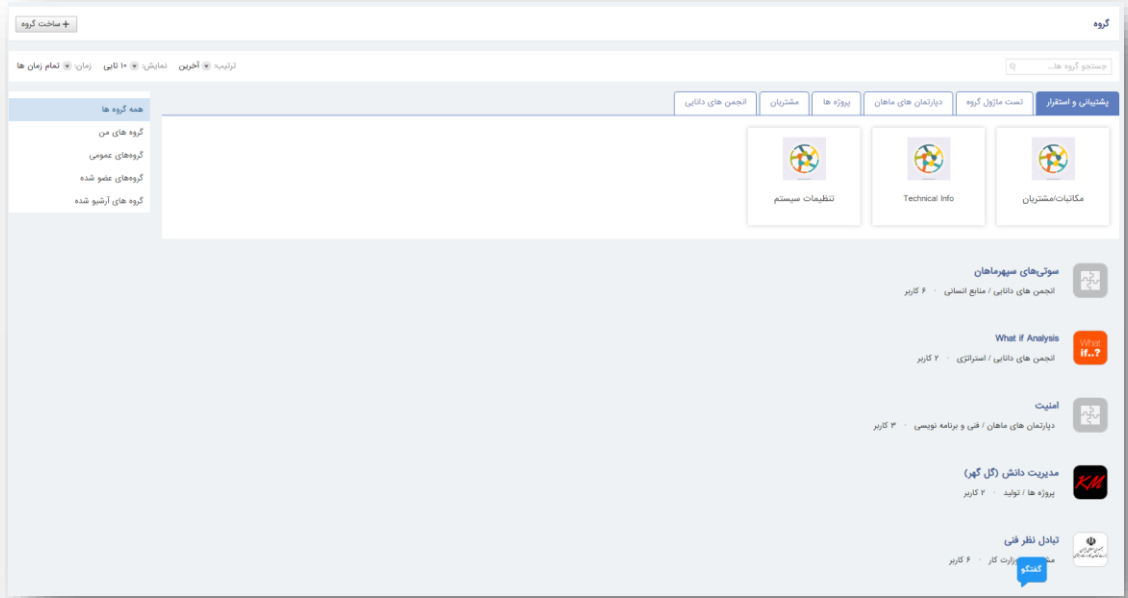 گروه
+ ساخت گروه
جستجو گروه ها...
ترتیب: آخرین نمایش: ۱۰ تایی زمان: تمام زمان ها
پشتیبانی و استقرار
تست ماژول گروه
دپارتمان های ماهان
پروژه ها
مشتریان
انجمن های دانایی
همه گروه ها
گروه های من
گروه‌های عمومی
گروه‌های عضو شده
گروه های آرشیو شده
مکاتبات/مشتریان
Technical Info
تنظیمات سیستم
سوتی‌های سپهرماهان
انجمن های دانایی / منابع انسانی · ۶ کاربر
What if Analysis
What
if..?
انجمن های دانایی / استراتژی · ۲ کاربر
امنیت
دپارتمان های ماهان / فنی و برنامه نویسی · ۳ کاربر
مدیریت دانش (گل گهر)
KM
پروژه ها / تولید · ۲ کاربر
تبادل نظر فنی
وزارت کار · ۶ کاربر
گفتگو